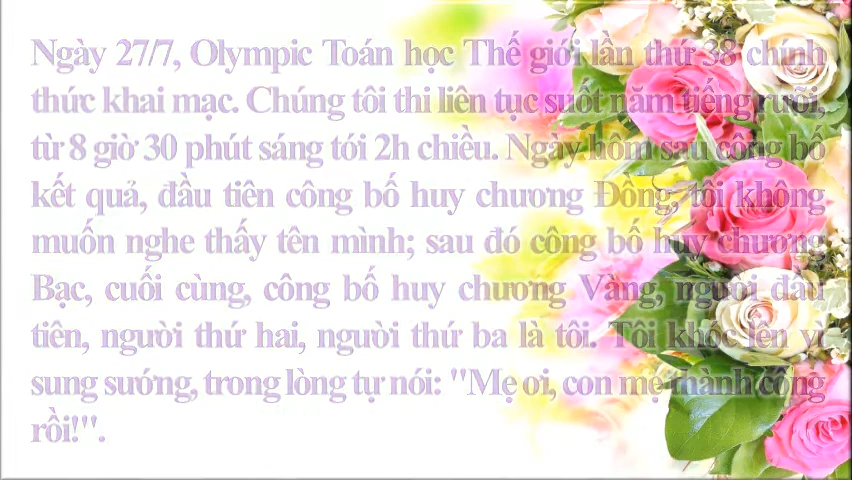 Ngày 27/7, Olympic Toán học Thế giới lần thứ 38 chính
thức khai mạc. Chúng tôi thi liên tục suốt năm tiếng rưỡi,
từ 8 giờ 30 phút sáng tới 2h chiều. Ngày hôm sau công bố
kết quả, đầu tiên công bố huy chương Đồng, tôi không
muốn nghe thấy tên mình; sau đó công bố huy chương
Bạc, cuối cùng, công bố huy chương Vàng, người đầu
tiên, người thứ hai, người thứ ba là tôi. Tôi khóc lên vì
sung sướng, trong lòng tự nói: "Mẹ ơi, con mẹ thành công
rồi!".